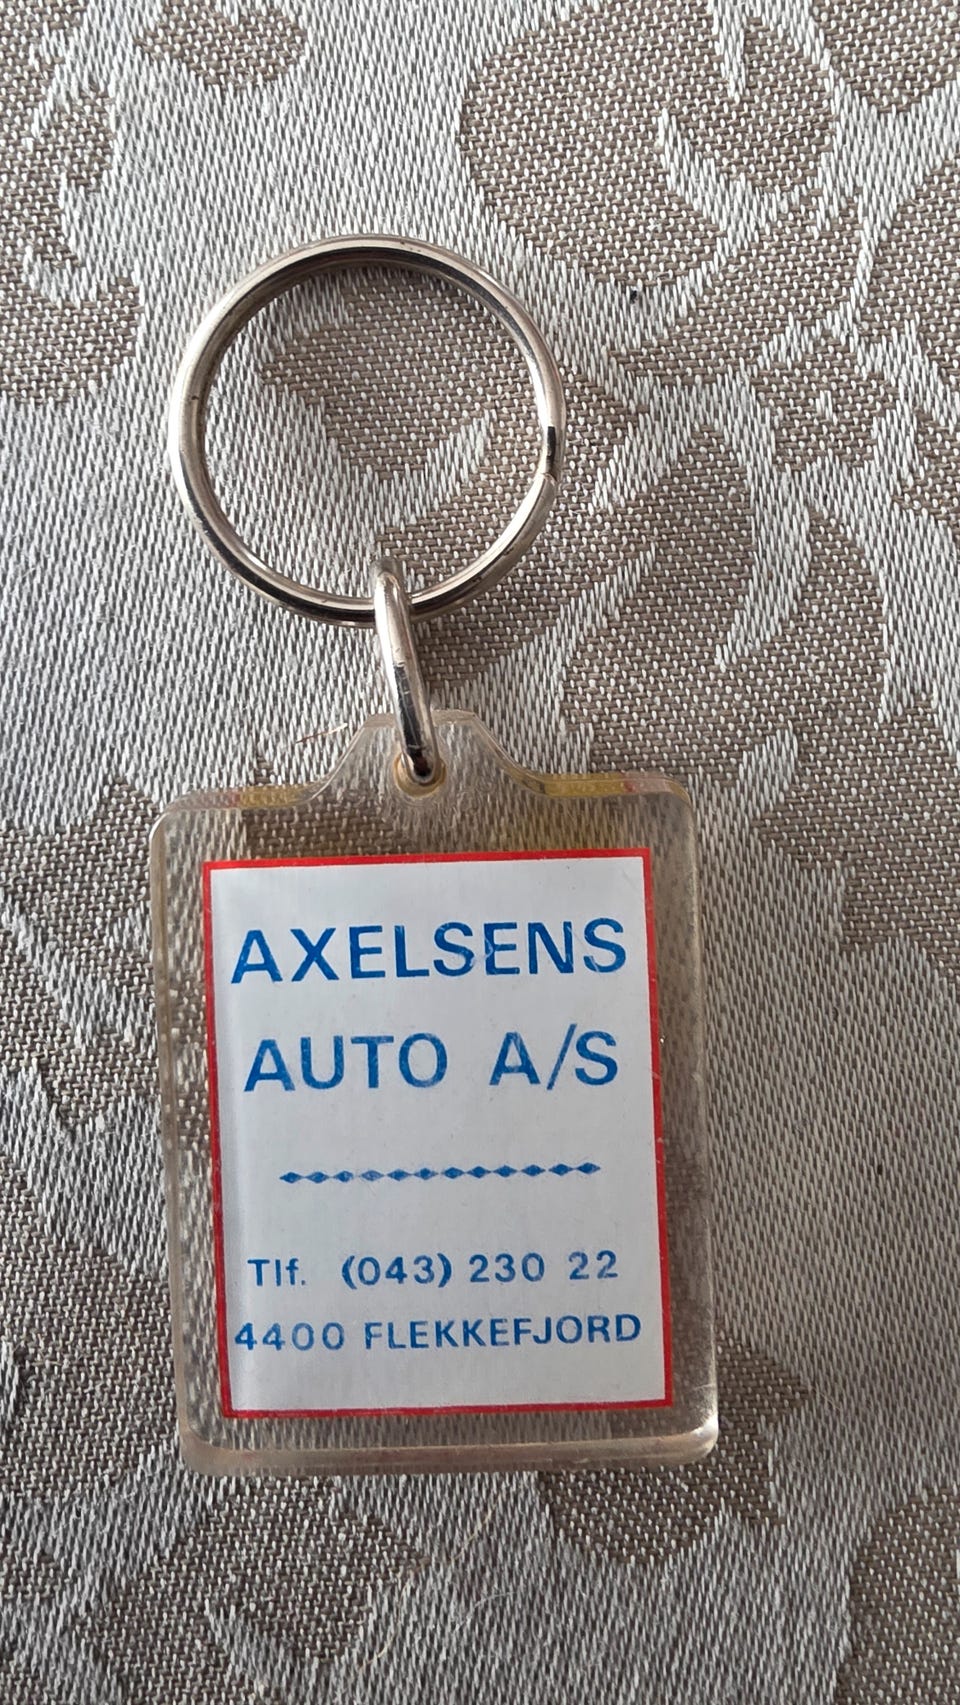 AXELSENS
AUTO A/S
Tlf. (043) 230 22
4400 FLEKKEFJORD